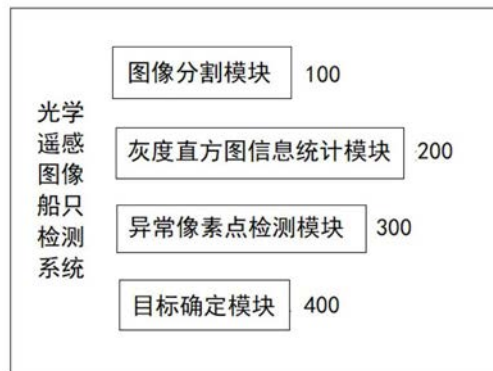 图像分割模块 100
光学
遥感
图像
船只
检测
系统
灰度直方图信息统计模块 200
异常像素点检测模块 300
目标确定模块 400